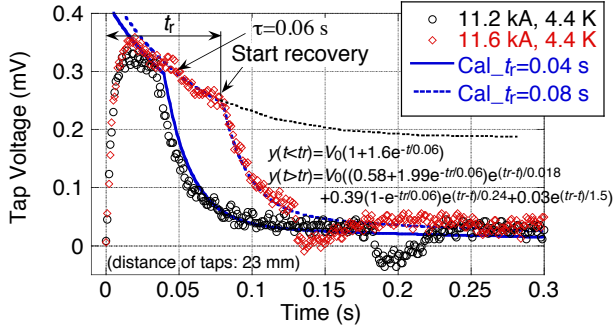 11.2 kA, 4.4 K
11.6 kA, 4.4 K
Cal_tr=0.04 s
Cal_tr=0.08 s
tr
τ=0.06 s
Start recovery
y(t<tr)=V0(1+1.6e-t/0.06)
y(t>tr)=V0((0.58+1.99e-tr/0.06)e(tr-t)/0.018
+0.39(1-e-tr/0.06)e(tr-t)/0.24+0.03e(tr-t)/1.5)
(distance of taps: 23 mm)
Tap Voltage (mV)
0.4
0.3
0.2
0.1
0
0
0.05
0.1
0.15
0.2
0.25
0.3
Time (s)